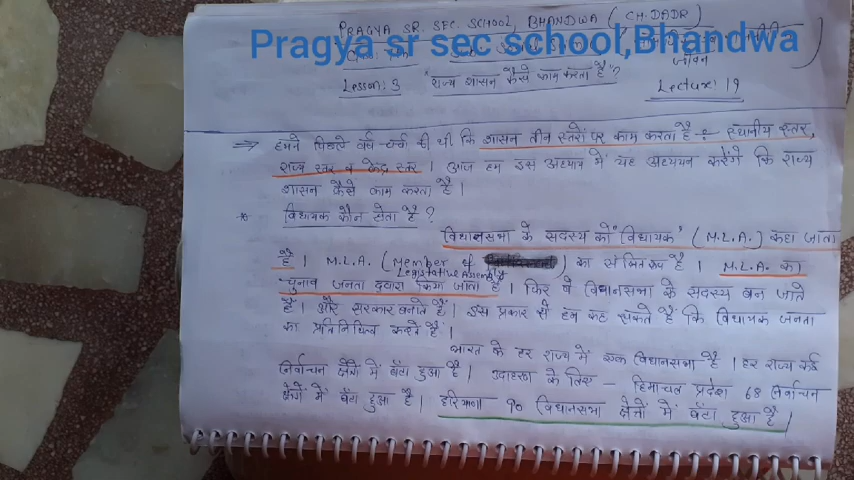 PRAGYA SR. SEC. SCHOOL, BHANDWA (CH. DADRI
Pragya sr sec school,Bhandwa
जीवन
Lesson: 3 "राज्य शासन कैसे काम करता है"?
Lecture: 19
⇒ हमने पिछले वर्ष चर्चा की थी कि शासन तीन स्तरों पर काम करता है ÷ स्थानीय स्तर,
राज्य स्तर व केंद्र स्तर। आज हम इस अध्याय में यह अध्ययन करेंगे कि राज्य
शासन कैसे काम करता है।
* विधायक कौन होता है?
विधानसभा के सदस्य को "विधायक" (M.L.A.) कहा जाता
है। M.L.A. (Member of Legislative Assembly) का संक्षिप्त रूप है। M.L.A. का
चुनाव जनता द्वारा किया जाता है। फिर ये विधानसभा के सदस्य बन जाते
हैं। और सरकार बनाते हैं। इस प्रकार से हम कह सकते हैं कि विधायक जनता
का प्रतिनिधित्व करते हैं।
भारत के हर राज्य में एक विधानसभा है। हर राज्य कई
निर्वाचन क्षेत्रों में बँटा हुआ है। उदाहरण के लिए – हिमाचल प्रदेश 68 निर्वाचन
क्षेत्रों में बँटा हुआ है। हरियाणा 90 विधानसभा क्षेत्रों में बँटा हुआ है।